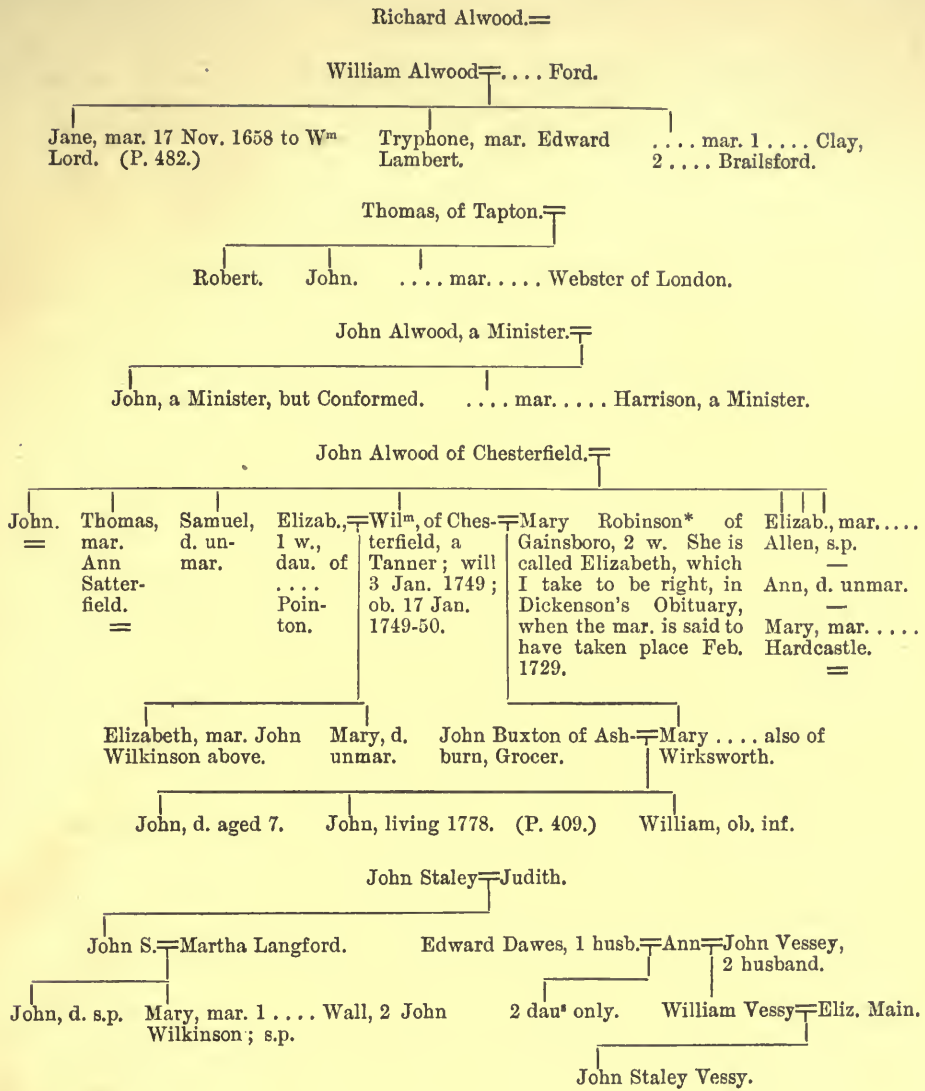 Richard Alwood.=
William Alwood=.... Ford.
Jane, mar. 17 Nov. 1658 to Wᵐ
Lord. (P. 482.)
Tryphone, mar. Edward
Lambert.
.... mar. 1 .... Clay,
2 .... Brailsford.
Thomas, of Tapton.=
Robert. John. .... mar..... Webster of London.
John Alwood, a Minister.=
John, a Minister, but Conformed. .... mar..... Harrison, a Minister.
John Alwood of Chesterfield.=
John.
=
Thomas,
mar.
Ann
Satter-
field.
=
Samuel,
d. un-
mar.
Elizab.,=
1 w.,
dau. of
....
Poin-
ton.
Wilᵐ, of Ches-=
terfield, a
Tanner; will
3 Jan. 1749;
ob. 17 Jan.
1749-50.
Mary Robinson* of
Gainsboro, 2 w. She is
called Elizabeth, which
I take to be right, in
Dickenson's Obituary,
when the mar. is said to
have taken place Feb.
1729.
Elizab., mar.....
Allen, s.p.
—
Ann, d. unmar.
—
Mary, mar.....
Hardcastle.
=
Elizabeth, mar. John
Wilkinson above.
Mary, d.
unmar.
John Buxton of Ash-=
burn, Grocer.
Mary .... also of
Wirksworth.
John, d. aged 7. John, living 1778. (P. 409.) William, ob. inf.
John Staley=Judith.
John S.=Martha Langford.
Edward Dawes, 1 husb.=Ann=John Vessey,
2 husband.
John, d. s.p.
Mary, mar. 1 .... Wall, 2 John
Wilkinson; s.p.
2 dauˢ only.
William Vessy=Eliz. Main.
John Staley Vessy.